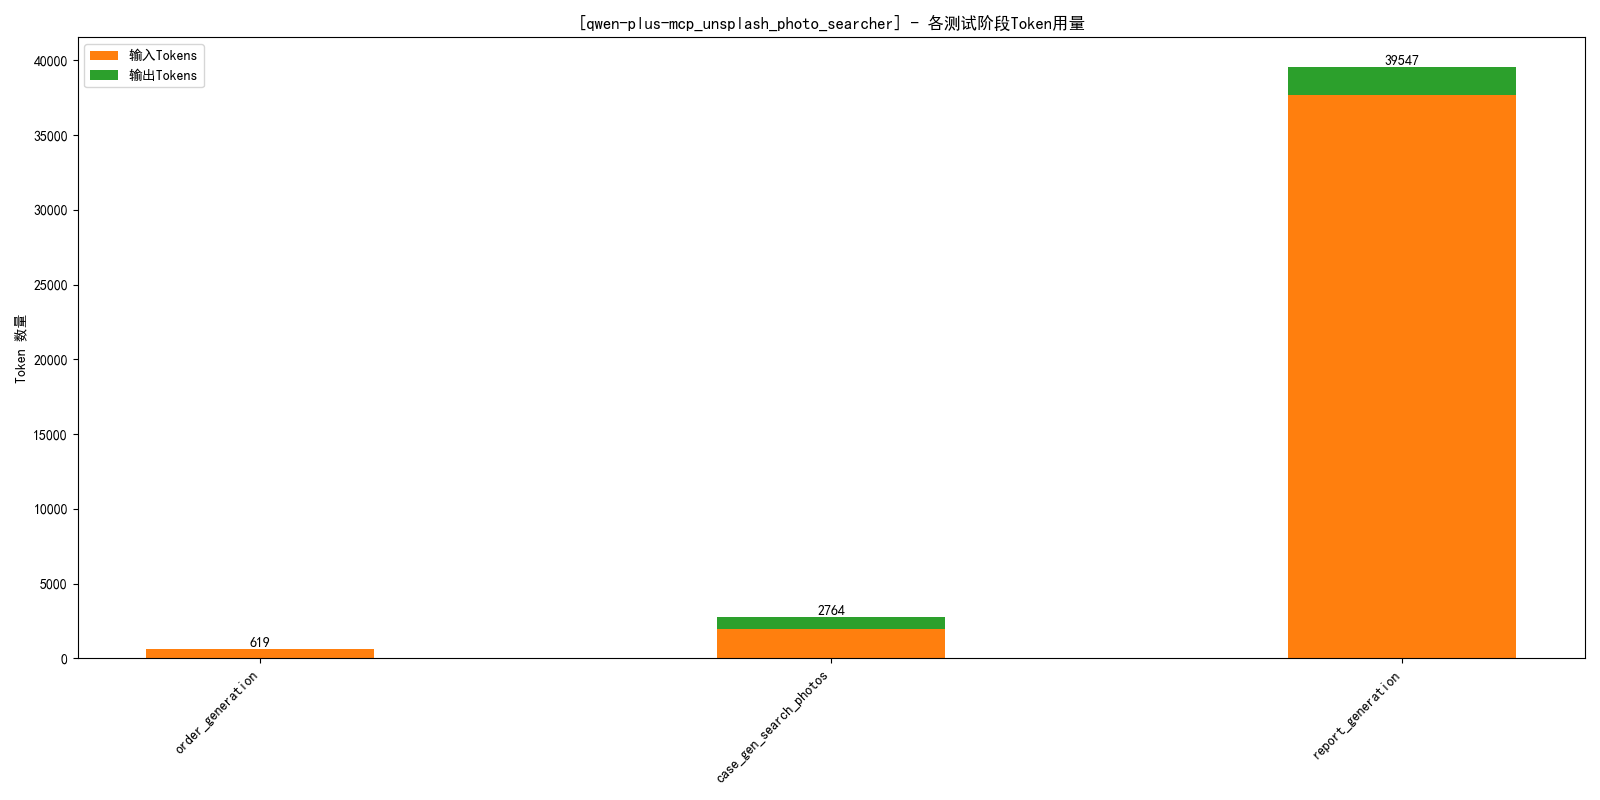 [qwen-plus-mcp_unsplash_photo_searcher] - 各测试阶段Token用量
输入Tokens
输出Tokens
Token 数量
40000
35000
30000
25000
20000
15000
10000
5000
0
619
2764
39547
order_generation
case_gen_search_photos
report_generation